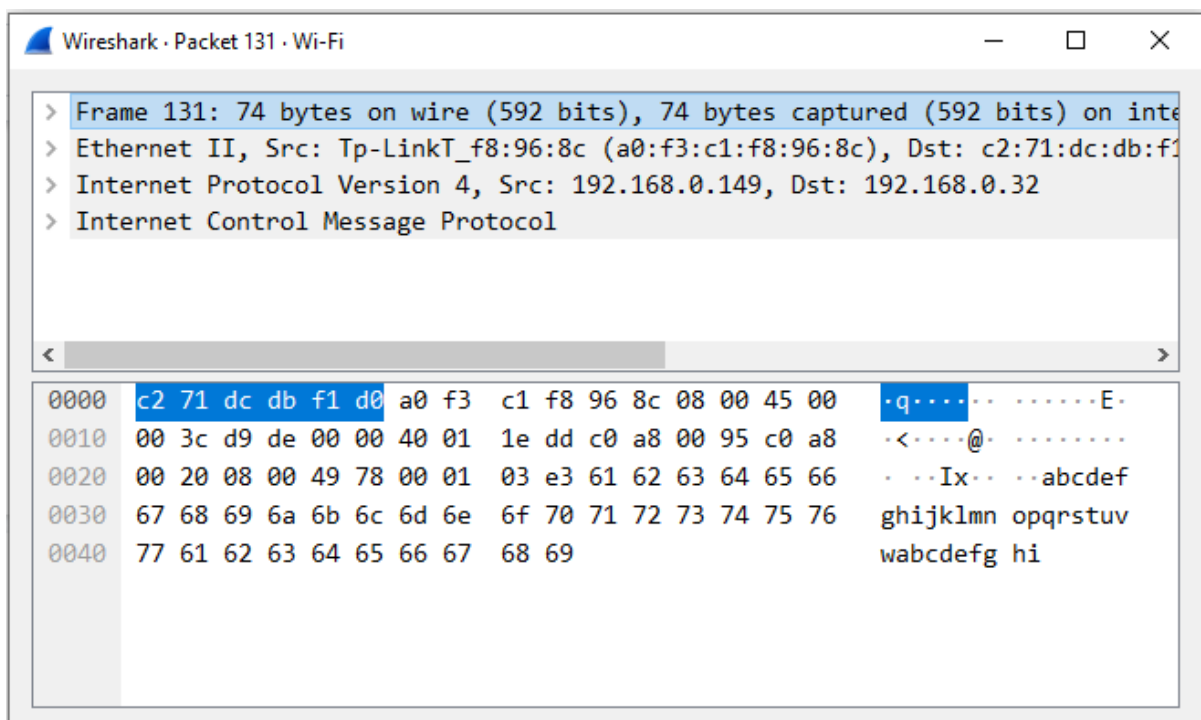 Wireshark · Packet 131 · Wi-Fi
> Frame 131: 74 bytes on wire (592 bits), 74 bytes captured (592 bits) on inte
> Ethernet II, Src: Tp-LinkT_f8:96:8c (a0:f3:c1:f8:96:8c), Dst: c2:71:dc:db:f1
> Internet Protocol Version 4, Src: 192.168.0.149, Dst: 192.168.0.32
> Internet Control Message Protocol
0000 c2 71 dc db f1 d0 a0 f3 c1 f8 96 8c 08 00 45 00 ·q······ ······E·
0010 00 3c d9 de 00 00 40 01 1e dd c0 a8 00 95 c0 a8 ·<····@· ········
0020 00 20 08 00 49 78 00 01 03 e3 61 62 63 64 65 66 · ··Ix·· ··abcdef
0030 67 68 69 6a 6b 6c 6d 6e 6f 70 71 72 73 74 75 76 ghijklmn opqrstuv
0040 77 61 62 63 64 65 66 67 68 69 wabcdefg hi